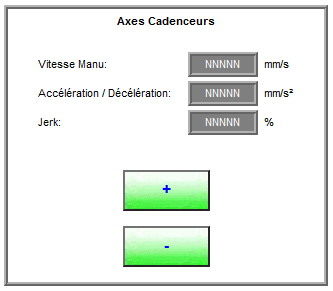 Axes Cadenceurs
Vitesse Manu: NNNNN mm/s
Accélération / Décélération: NNNNN mm/s²
Jerk: NNNNN %
+
-